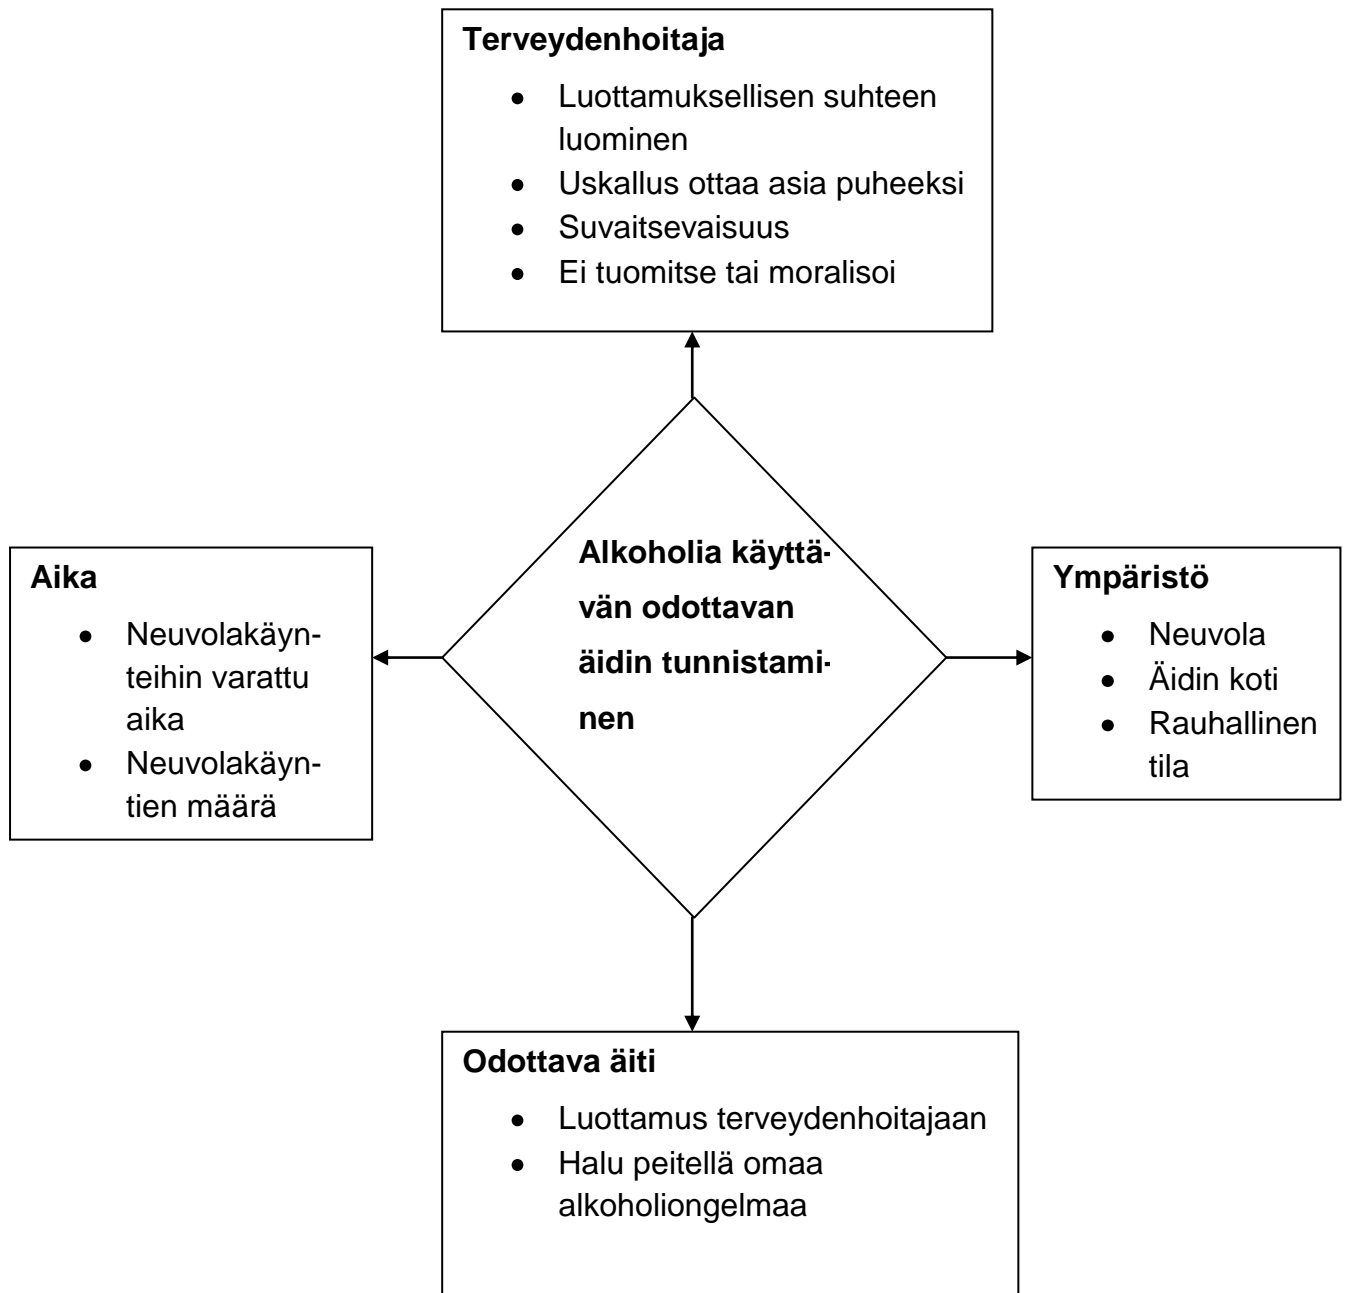 Terveydenhoitaja
• Luottamuksellisen suhteen
luominen
• Uskallus ottaa asia puheeksi
• Suvaitsevaisuus
• Ei tuomitse tai moralisoi
Alkoholia käyttä-
vän odottavan
äidin tunnistami-
nen
Aika
• Neuvolakäyn-
teihin varattu
aika
• Neuvolakäyn-
tien määrä
Ympäristö
• Neuvola
• Äidin koti
• Rauhallinen
tila
Odottava äiti
• Luottamus terveydenhoitajaan
• Halu peitellä omaa
alkoholiongelmaa